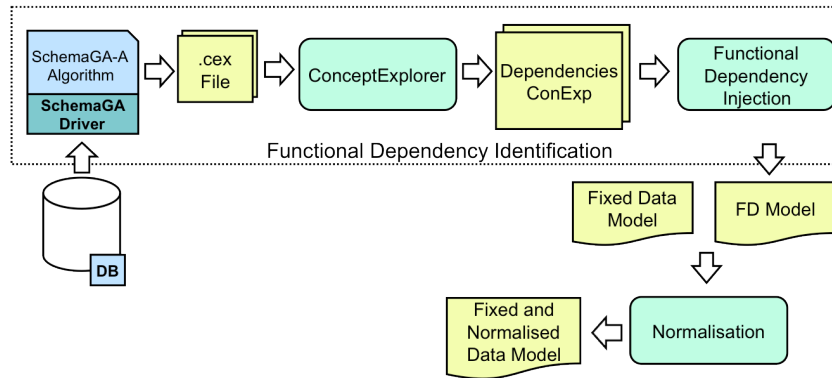 SchemaGA-A
Algorithm
SchemaGA
Driver
.cex
File
ConceptExplorer
Dependencies
ConExp
Functional
Dependency
Injection
Functional Dependency Identification
DB
Fixed Data
Model
FD Model
Fixed and
Normalised
Data Model
Normalisation